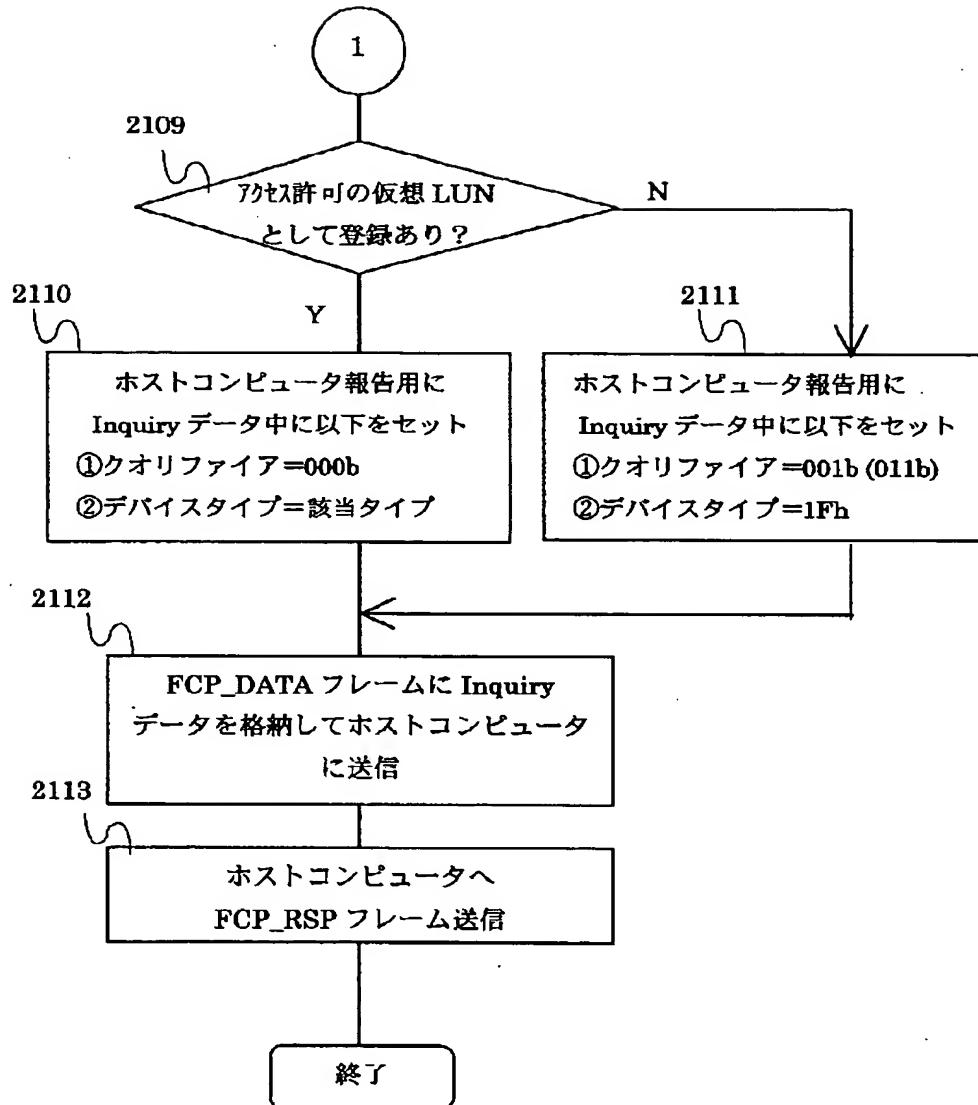 1
2109
アクセス許可の仮想 LUN
として登録あり？
N
Y
2110
ホストコンピュータ報告用に
Inquiry データ中に以下をセット
①クオリファイア＝000b
②デバイスタイプ＝該当タイプ
2111
ホストコンピュータ報告用に
Inquiry データ中に以下をセット
①クオリファイア＝001b (011b)
②デバイスタイプ＝1Fh
2112
FCP_DATA フレームに Inquiry
データを格納してホストコンピュータ
に送信
2113
ホストコンピュータへ
FCP_RSP フレーム送信
終了